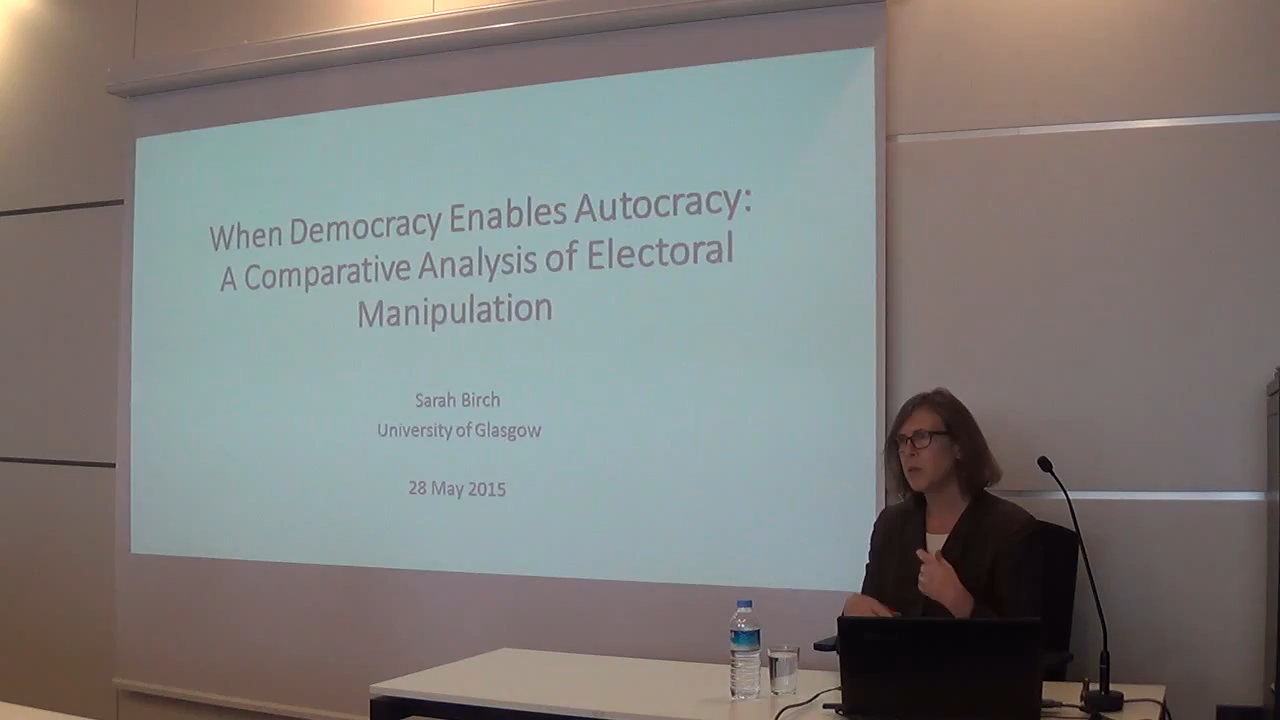 When Democracy Enables Autocracy:
A Comparative Analysis of Electoral
Manipulation
Sarah Birch
University of Glasgow
28 May 2015